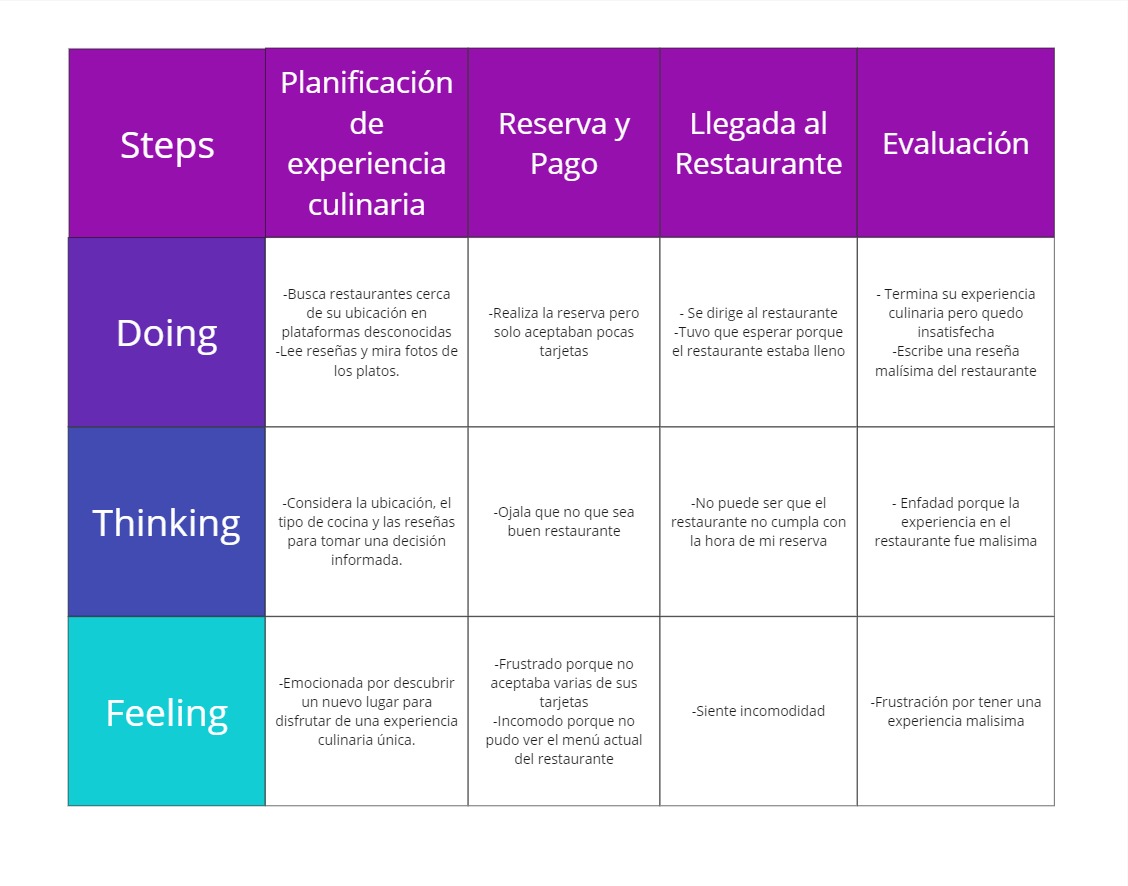 Steps
Planificación
de
experiencia
culinaria
Reserva y
Pago
Llegada al
Restaurante
Evaluación
Doing
-Busca restaurantes cerca
de su ubicación en
plataformas desconocidas
-Lee reseñas y mira fotos de
los platos.
-Realiza la reserva pero
solo aceptaban pocas
tarjetas
- Se dirige al restaurante
-Tuvo que esperar porque
el restaurante estaba lleno
- Termina su experiencia
culinaria pero quedo
insatisfecha
-Escribe una reseña
malísima del restaurante
Thinking
-Considera la ubicación, el
tipo de cocina y las reseñas
para tomar una decisión
informada.
-Ojala que no que sea
buen restaurante
-No puede ser que el
restaurante no cumpla con
la hora de mi reserva
- Enfadad porque la
experiencia en el
restaurante fue malisima
Feeling
-Emocionada por descubrir
un nuevo lugar para
disfrutar de una experiencia
culinaria única.
-Frustrado porque no
aceptaba varias de sus
tarjetas
-Incomodo porque no
pudo ver el menú actual
del restaurante
-Siente incomodidad
-Frustración por tener una
experiencia malisima